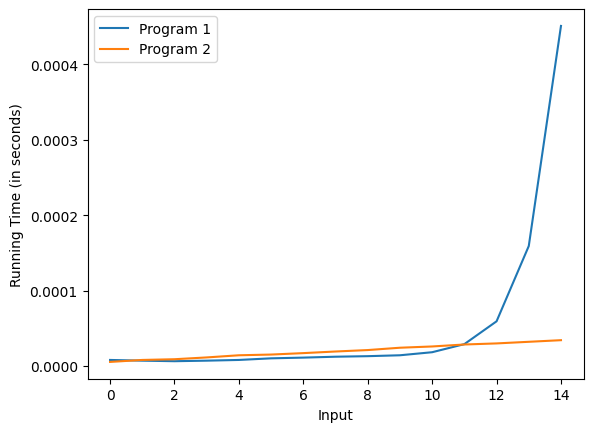 Program 1
Program 2
0.0004
0.0003
0.0002
0.0001
0.0000
Running Time (in seconds)
0 2 4 6 8 10 12 14
Input